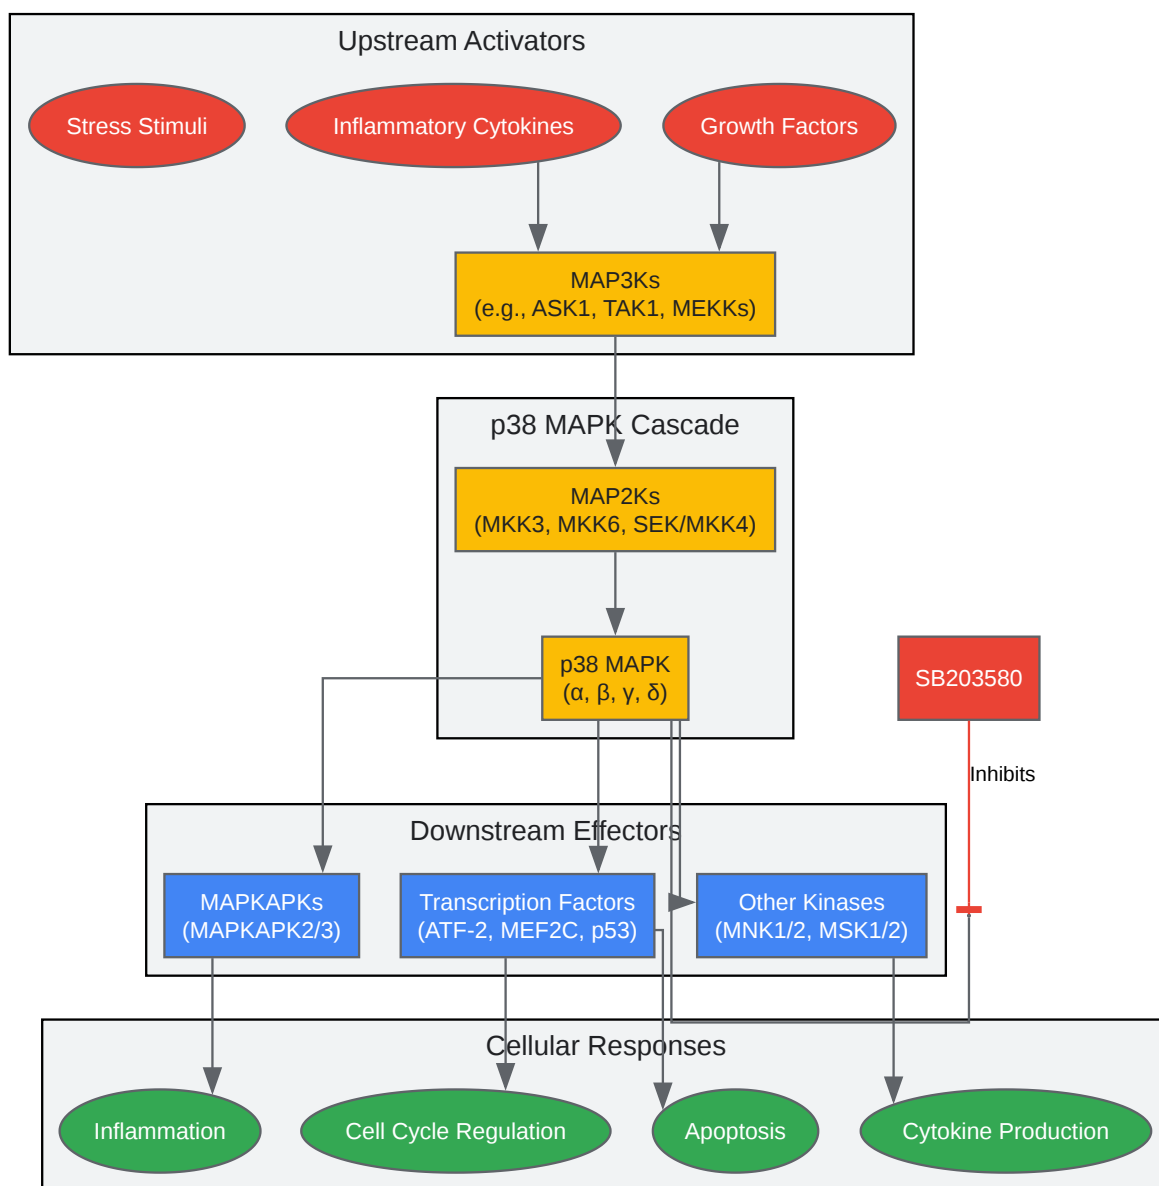 Upstream Activators
Stress Stimuli
Inflammatory Cytokines
Growth Factors
MAP3Ks
(e.g., ASK1, TAK1, MEKKs)
p38 MAPK Cascade
MAP2Ks
(MKK3, MKK6, SEK/MKK4)
p38 MAPK
(α, β, γ, δ)
SB203580
Inhibits
Downstream Effectors
MAPKAPKs
(MAPKAPK2/3)
Transcription Factors
(ATF-2, MEF2C, p53)
Other Kinases
(MNK1/2, MSK1/2)
Cellular Responses
Inflammation
Cell Cycle Regulation
Apoptosis
Cytokine Production